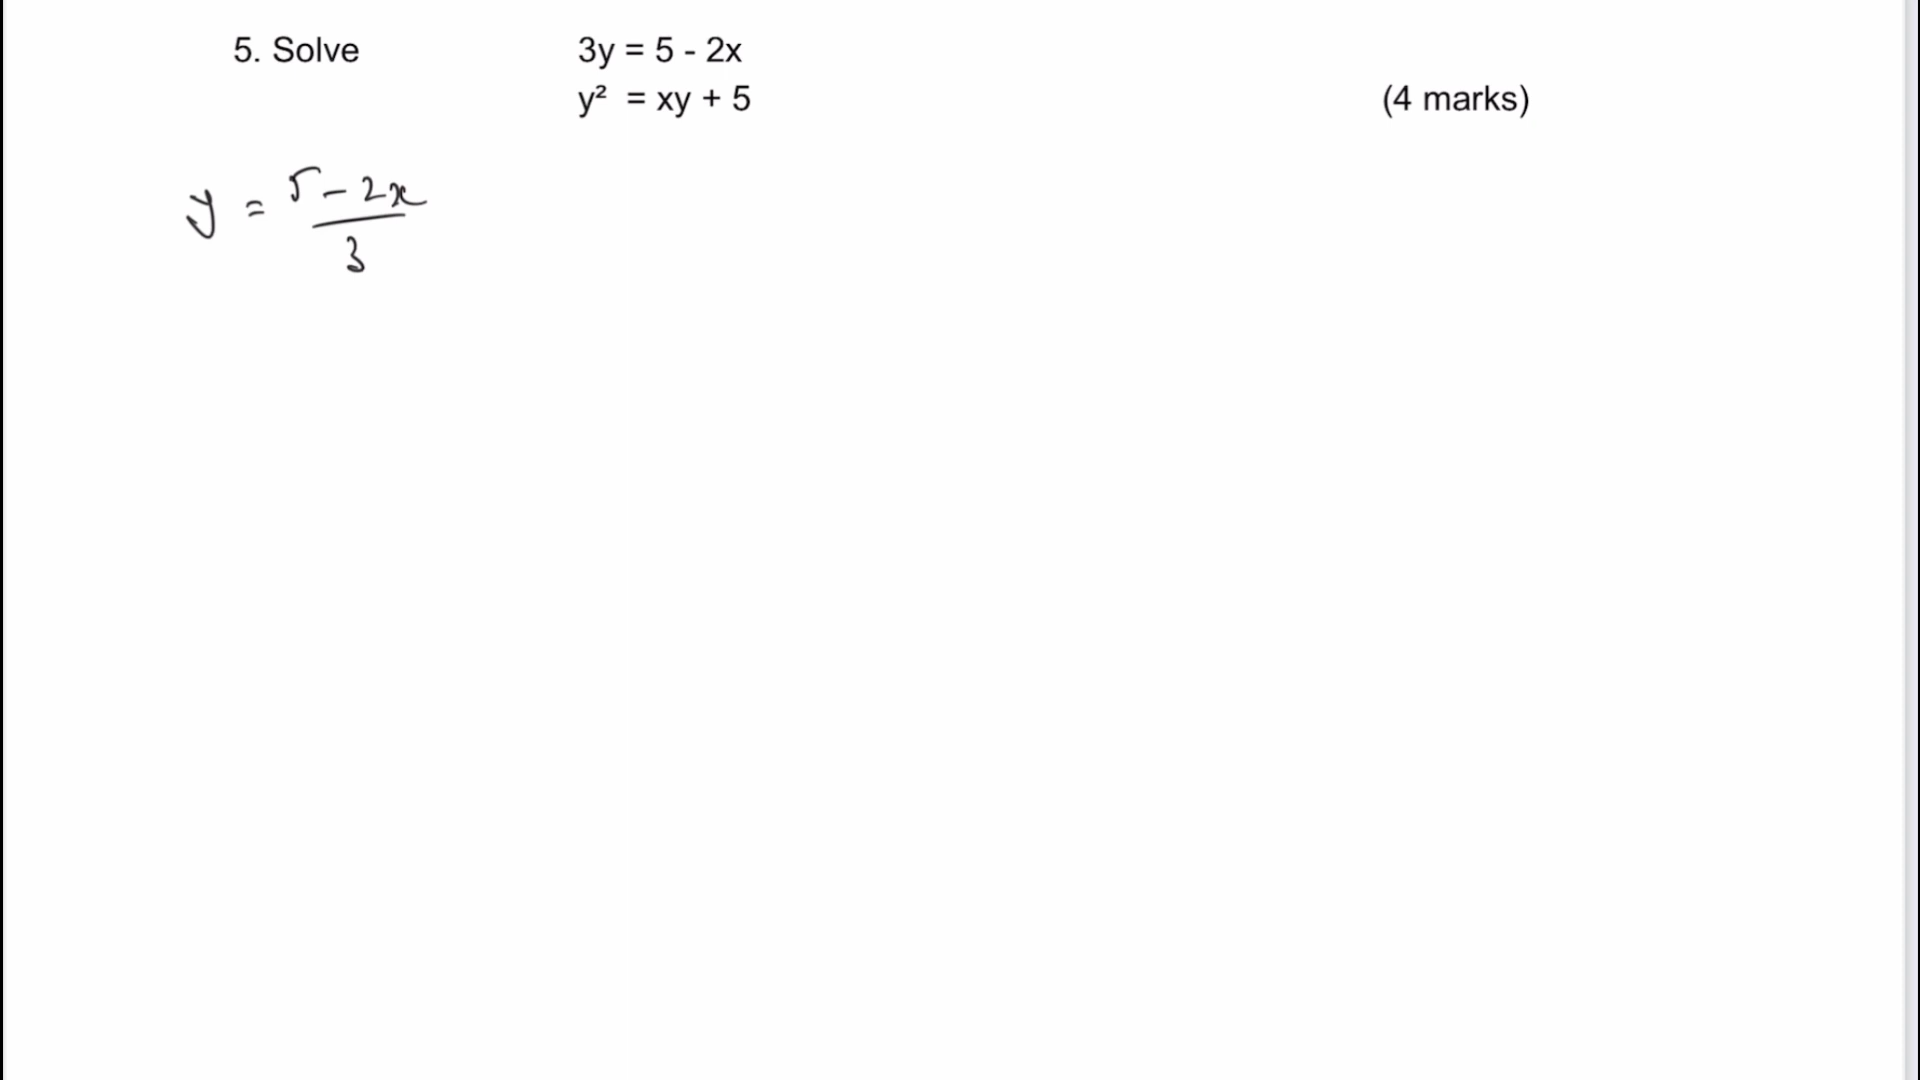 5. Solve 3y = 5 - 2x
y² = xy + 5 (4 marks)
y = 5 - 2x
3